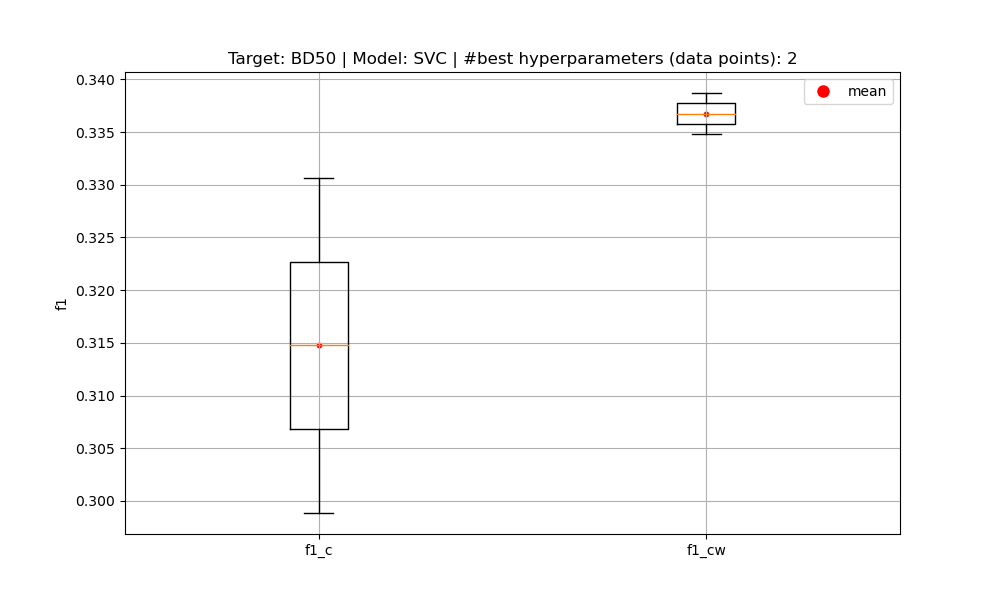 Target: BD50 | Model: SVC | #best hyperparameters (data points): 2
mean
0.340
0.335
0.330
0.325
0.320
0.315
0.310
0.305
0.300
f1
f1_c
f1_cw